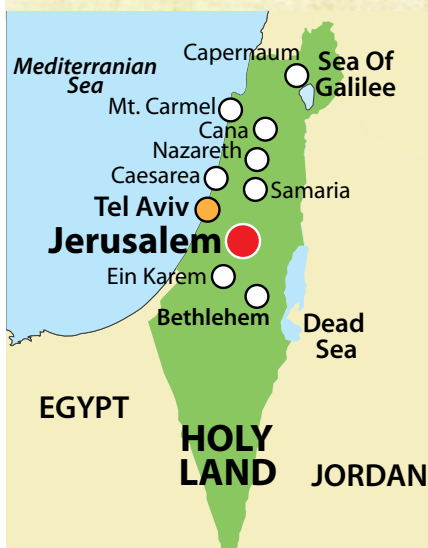 Capernaum
Mediterranian
Sea
Sea Of
Galilee
Mt. Carmel
Cana
Nazareth
Caesarea
Samaria
Tel Aviv
Jerusalem
Ein Karem
Bethlehem
Dead
Sea
EGYPT
HOLY
LAND
JORDAN